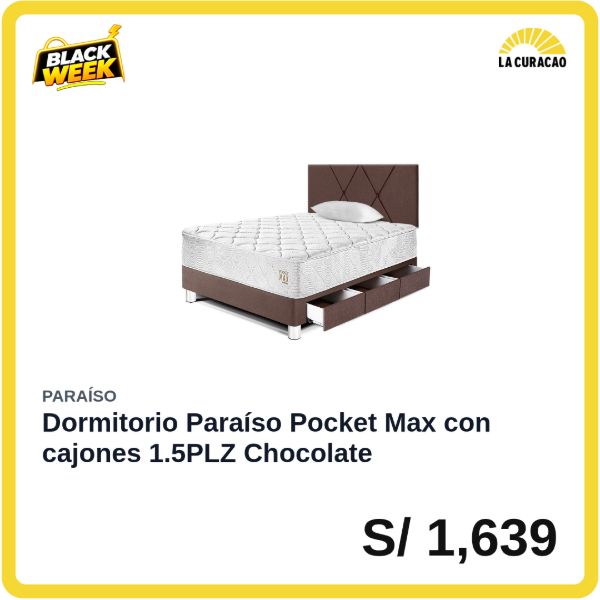 BLACK
WEEK
LA CURACAO
PARAÍSO
Dormitorio Paraíso Pocket Max con
cajones 1.5PLZ Chocolate
S/ 1,639